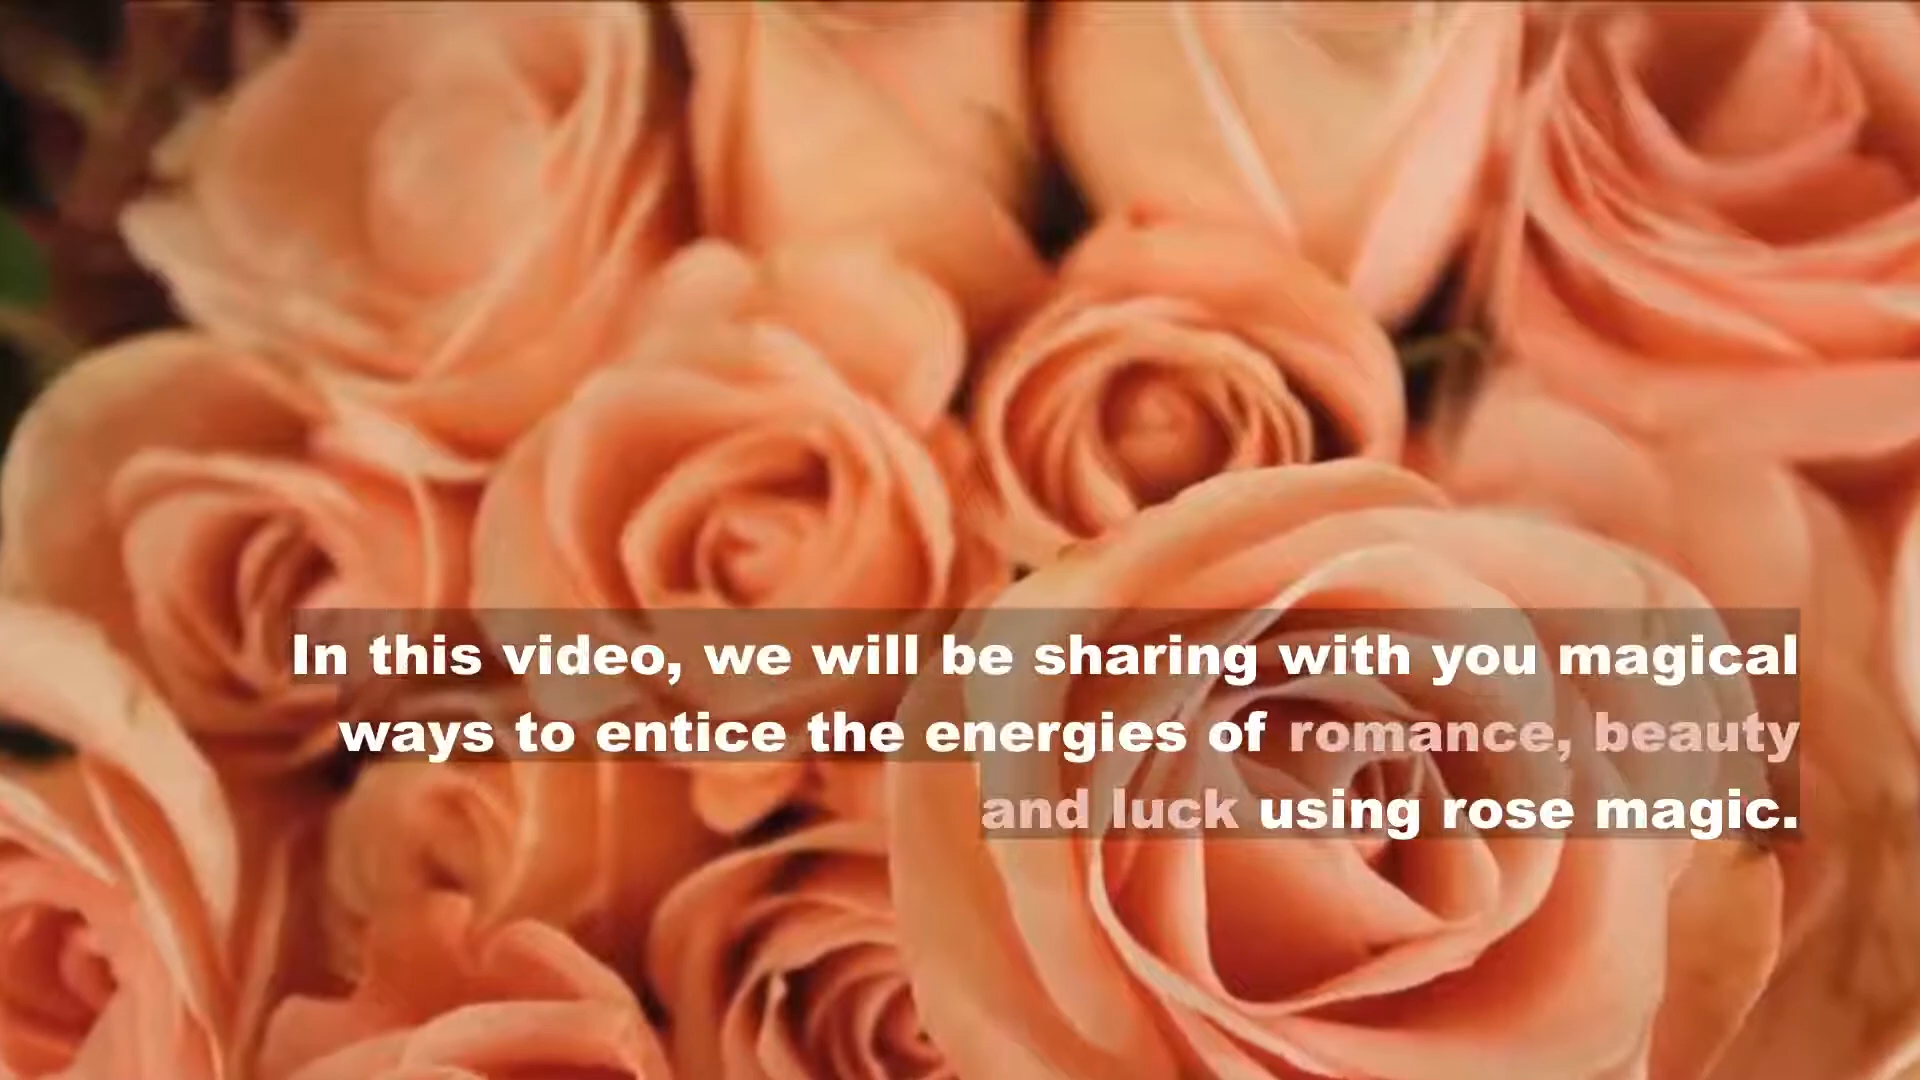 In this video, we will be sharing with you magical
ways to entice the energies of romance, beauty
and luck using rose magic.